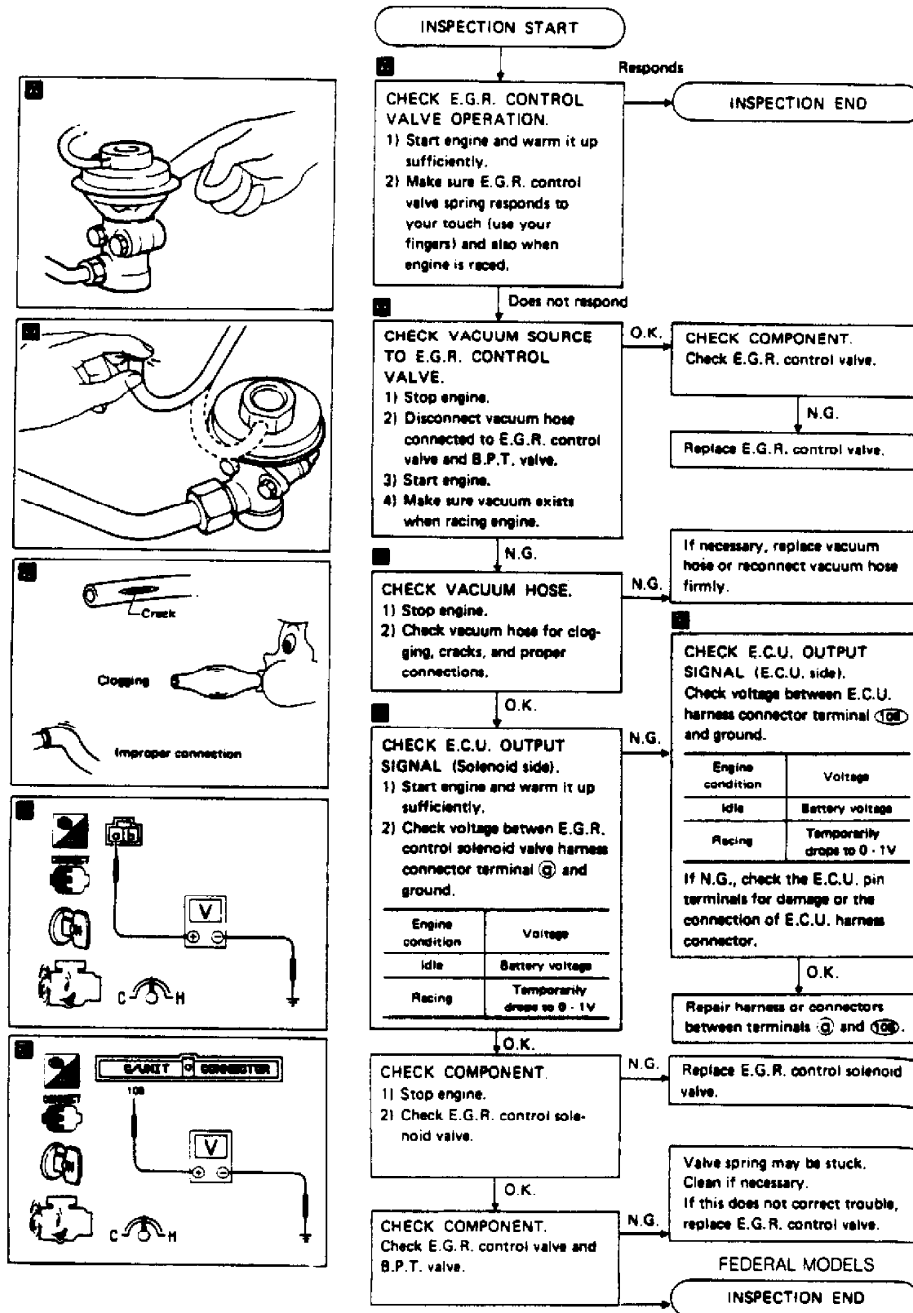 INSPECTION START
Responds
INSPECTION END
CHECK E.G.R. CONTROL
VALVE OPERATION.
1) Start engine and warm it up
sufficiently.
2) Make sure E.G.R. control
valve spring responds to
your touch (use your
fingers) and also when
engine is raced.
Does not respond
CHECK VACUUM SOURCE
TO E.G.R. CONTROL
VALVE.
1) Stop engine.
2) Disconnect vacuum hose
connected to E.G.R. control
valve and B.P.T. valve.
3) Start engine.
4) Make sure vacuum exists
when racing engine.
O.K.
CHECK COMPONENT.
Check E.G.R. control valve.
N.G.
Replace E.G.R. control valve.
N.G.
CHECK VACUUM HOSE.
1) Stop engine.
2) Check vacuum hose for clog-
ging, cracks, and proper
connections.
N.G.
If necessary, replace vacuum
hose or reconnect vacuum hose
firmly.
O.K.
CHECK E.C.U. OUTPUT
SIGNAL (Solenoid side).
1) Start engine and warm it up
sufficiently.
2) Check voltage betwen E.G.R.
control solenoid valve harness
connector terminal ⓐ and
ground.
Engine
condition
Voltage
Idle
Battery voltage
Racing
Temporarily
drops to 0 - 1V
N.G.
CHECK E.C.U. OUTPUT
SIGNAL (E.C.U. side).
Check voltage between E.C.U.
harness connector terminal
and ground.
Engine
condition
Voltage
Idle
Battery voltage
Racing
Temporarily
drops to 0 - 1V
If N.G., check the E.C.U. pin
terminals for damage or the
connection of E.C.U. harness
connector.
O.K.
Repair harness or connectors
between terminals ⓐ and
O.K.
CHECK COMPONENT.
1) Stop engine.
2) Check E.G.R. control sole-
noid valve.
N.G.
Replace E.G.R. control solenoid
valve.
O.K.
CHECK COMPONENT.
Check E.G.R. control valve and
B.P.T. valve.
N.G.
Valve spring may be stuck.
Clean if necessary.
If this does not correct trouble,
replace E.G.R. control valve.
FEDERAL MODELS
INSPECTION END
Crack
Clogging
Improper connection
CONNECT
a b
V
C H
CONNECT
C/UNIT CONNECTOR
108
V
C H